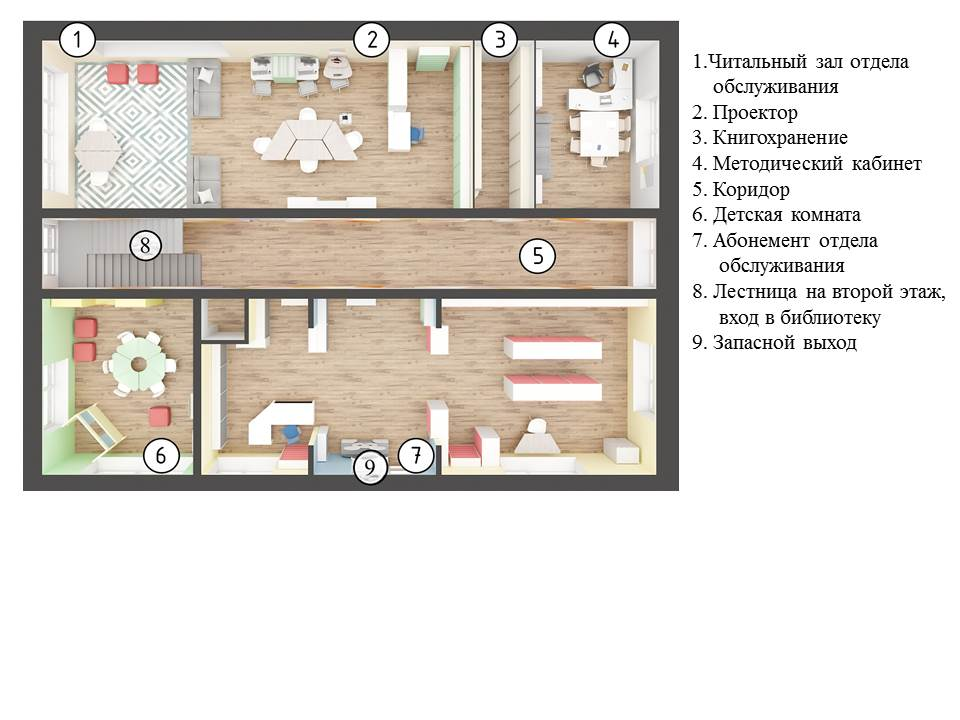 1
2
3
4
8
5
6
9
7
1.Читальный зал отдела
обслуживания
2. Проектор
3. Книгохранение
4. Методический кабинет
5. Коридор
6. Детская комната
7. Абонемент отдела
обслуживания
8. Лестница на второй этаж,
вход в библиотеку
9. Запасной выход